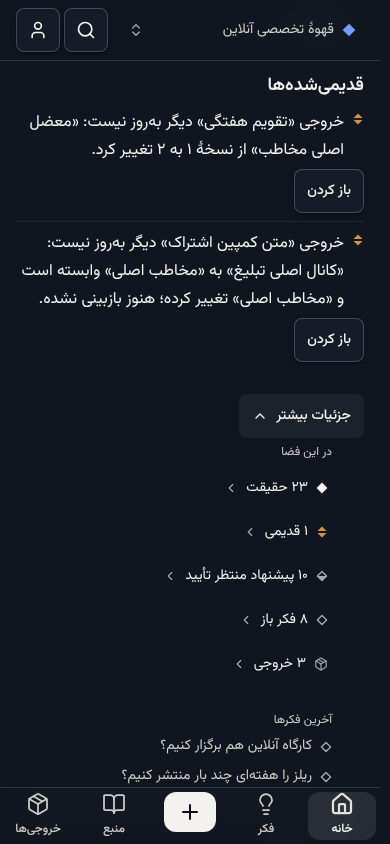 قهوهٔ تخصصی آنلاین
قدیمی‌شده‌ها
خروجی «تقویم هفتگی» دیگر به‌روز نیست: «معضل
اصلی مخاطب» از نسخهٔ ۱ به ۲ تغییر کرد.
باز کردن
خروجی «متن کمپین اشتراک» دیگر به‌روز نیست:
«کانال اصلی تبلیغ» به «مخاطب اصلی» وابسته است
و «مخاطب اصلی» تغییر کرده؛ هنوز بازبینی نشده.
باز کردن
جزئیات بیشتر
در این فضا
۲۳ حقیقت
۱ قدیمی
۱۰ پیشنهاد منتظر تأیید
۸ فکر باز
۳ خروجی
آخرین فکرها
کارگاه آنلاین هم برگزار کنیم؟
ریلز را هفته‌ای چند بار منتشر کنیم؟
خانه
فکر
منبع
خروجی‌ها